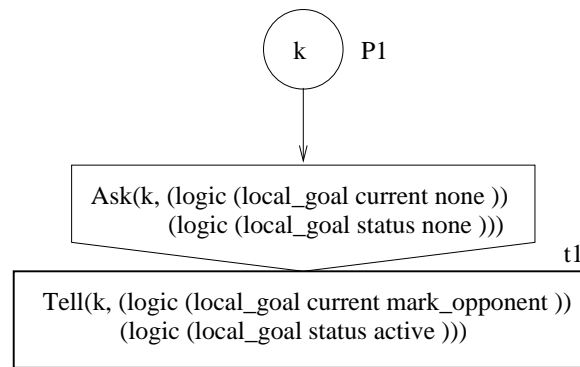 k P1
Ask(k, (logic (local_goal current none ))
(logic (local_goal status none )))
t1
Tell(k, (logic (local_goal current mark_opponent ))
(logic (local_goal status active )))